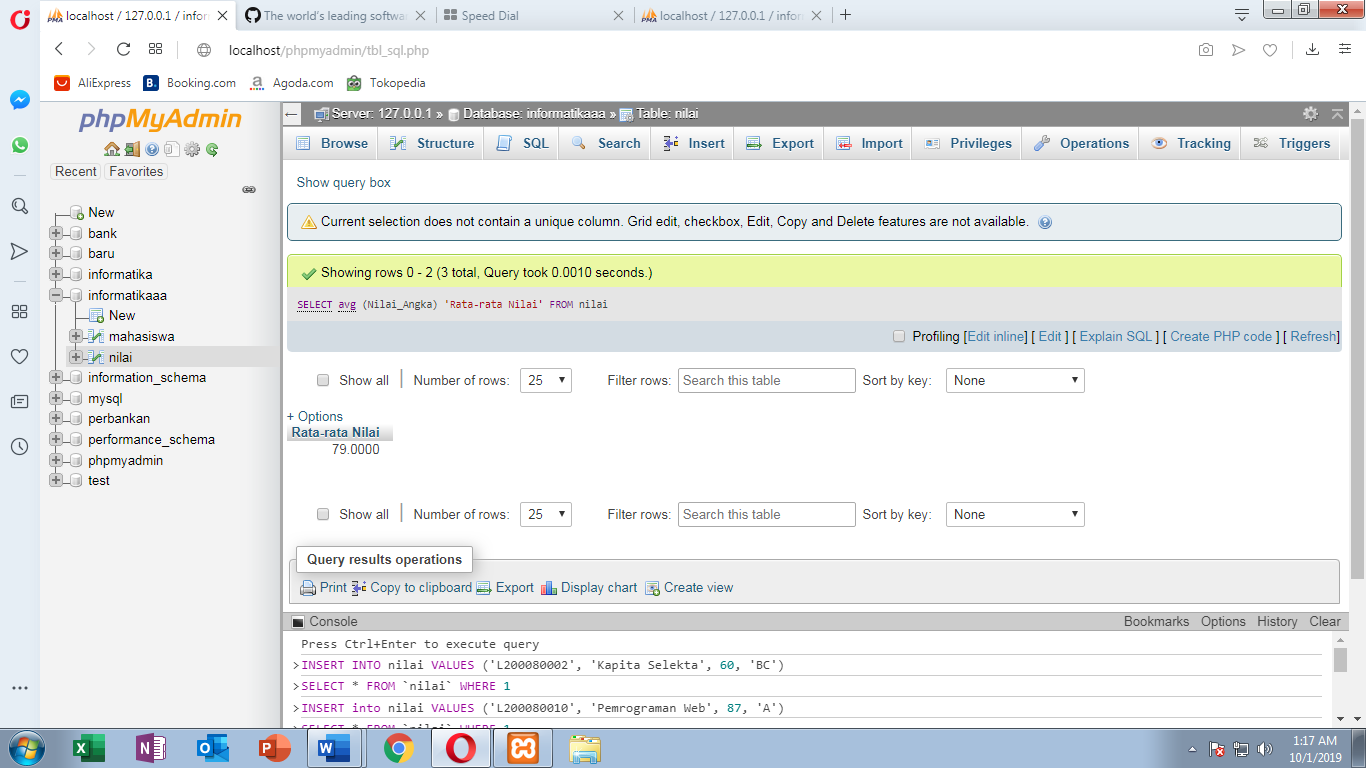 localhost / 127.0.0.1 / infor
The world's leading softwa
Speed Dial
localhost / 127.0.0.1 / infor
localhost/phpmyadmin/tbl_sql.php
AliExpress
Booking.com
Agoda.com
Tokopedia
phpMyAdmin
Recent
Favorites
New
bank
baru
informatika
informatikaaa
New
mahasiswa
nilai
information_schema
mysql
perbankan
performance_schema
phpmyadmin
test
Server: 127.0.0.1 » Database: informatikaaa » Table: nilai
Browse
Structure
SQL
Search
Insert
Export
Import
Privileges
Operations
Tracking
Triggers
Show query box
Current selection does not contain a unique column. Grid edit, checkbox, Edit, Copy and Delete features are not available.
Showing rows 0 - 2 (3 total, Query took 0.0010 seconds.)
SELECT avg (Nilai_Angka) 'Rata-rata Nilai' FROM nilai
Profiling [Edit inline] [ Edit ] [ Explain SQL ] [ Create PHP code ] [ Refresh]
Show all | Number of rows: 25 Filter rows: Search this table Sort by key: None
+ Options
Rata-rata Nilai
79.0000
Show all | Number of rows: 25 Filter rows: Search this table Sort by key: None
Query results operations
Print Copy to clipboard Export Display chart Create view
Console
Bookmarks Options History Clear
Press Ctrl+Enter to execute query
>INSERT INTO nilai VALUES ('L200080002', 'Kapita Selekta', 60, 'BC')
>SELECT * FROM `nilai` WHERE 1
>INSERT into nilai VALUES ('L200080010', 'Pemrograman Web', 87, 'A')
>SELECT * FROM `nilai` WHERE 1
1:17 AM
10/1/2019